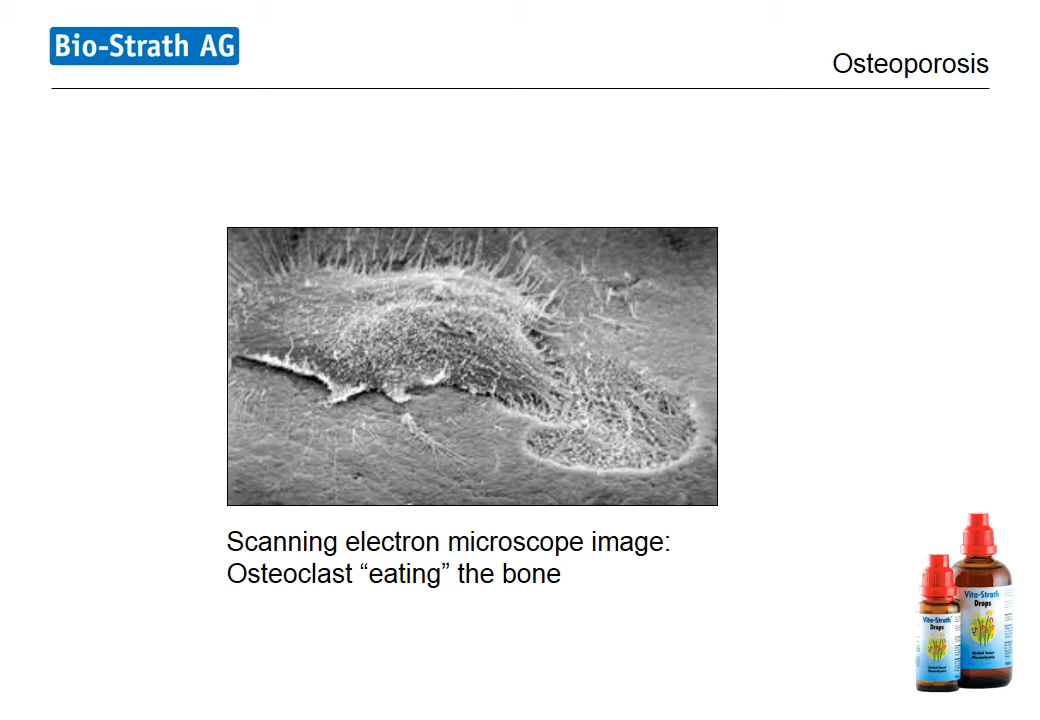 Bio-Strath AG
Osteoporosis
Scanning electron microscope image:
Osteoclast “eating” the bone
Vita-Strath
Drops
Vita-Strath
Drops